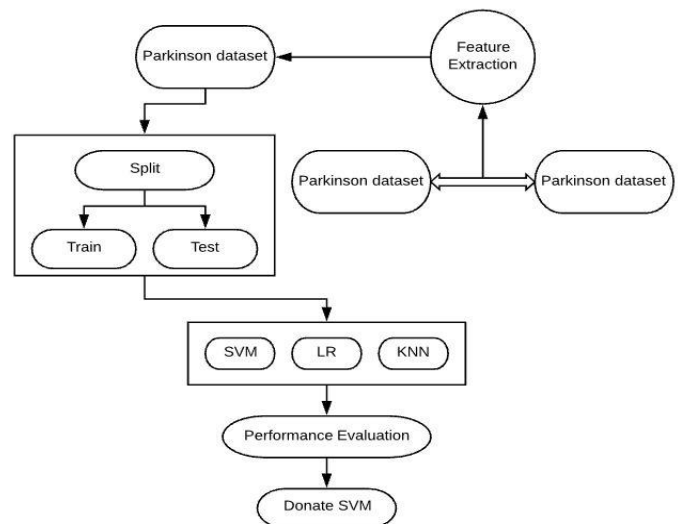 Parkinson dataset
Feature
Extraction
Split
Train
Test
Parkinson dataset
Parkinson dataset
SVM
LR
KNN
Performance Evaluation
Donate SVM